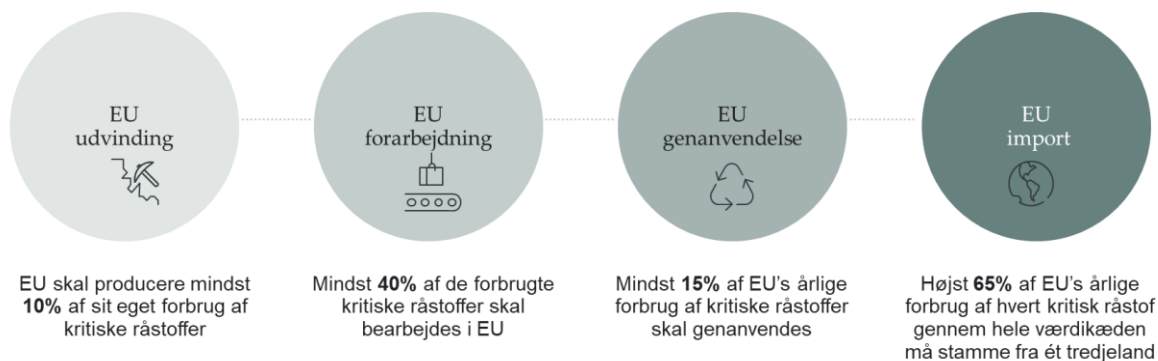 EU
udvinding
EU
forarbejdning
EU
genanvendelse
EU
import
EU skal producere mindst
10% af sit eget forbrug af
kritiske råstoffer
Mindst 40% af de forbrugte
kritiske råstoffer skal
bearbejdes i EU
Mindst 15% af EU's årlige
forbrug af kritiske råstoffer
skal genanvendes
Højst 65% af EU's årlige
forbrug af hvert kritisk råstof
gennem hele værdikæden
må stamme fra ét tredjeland